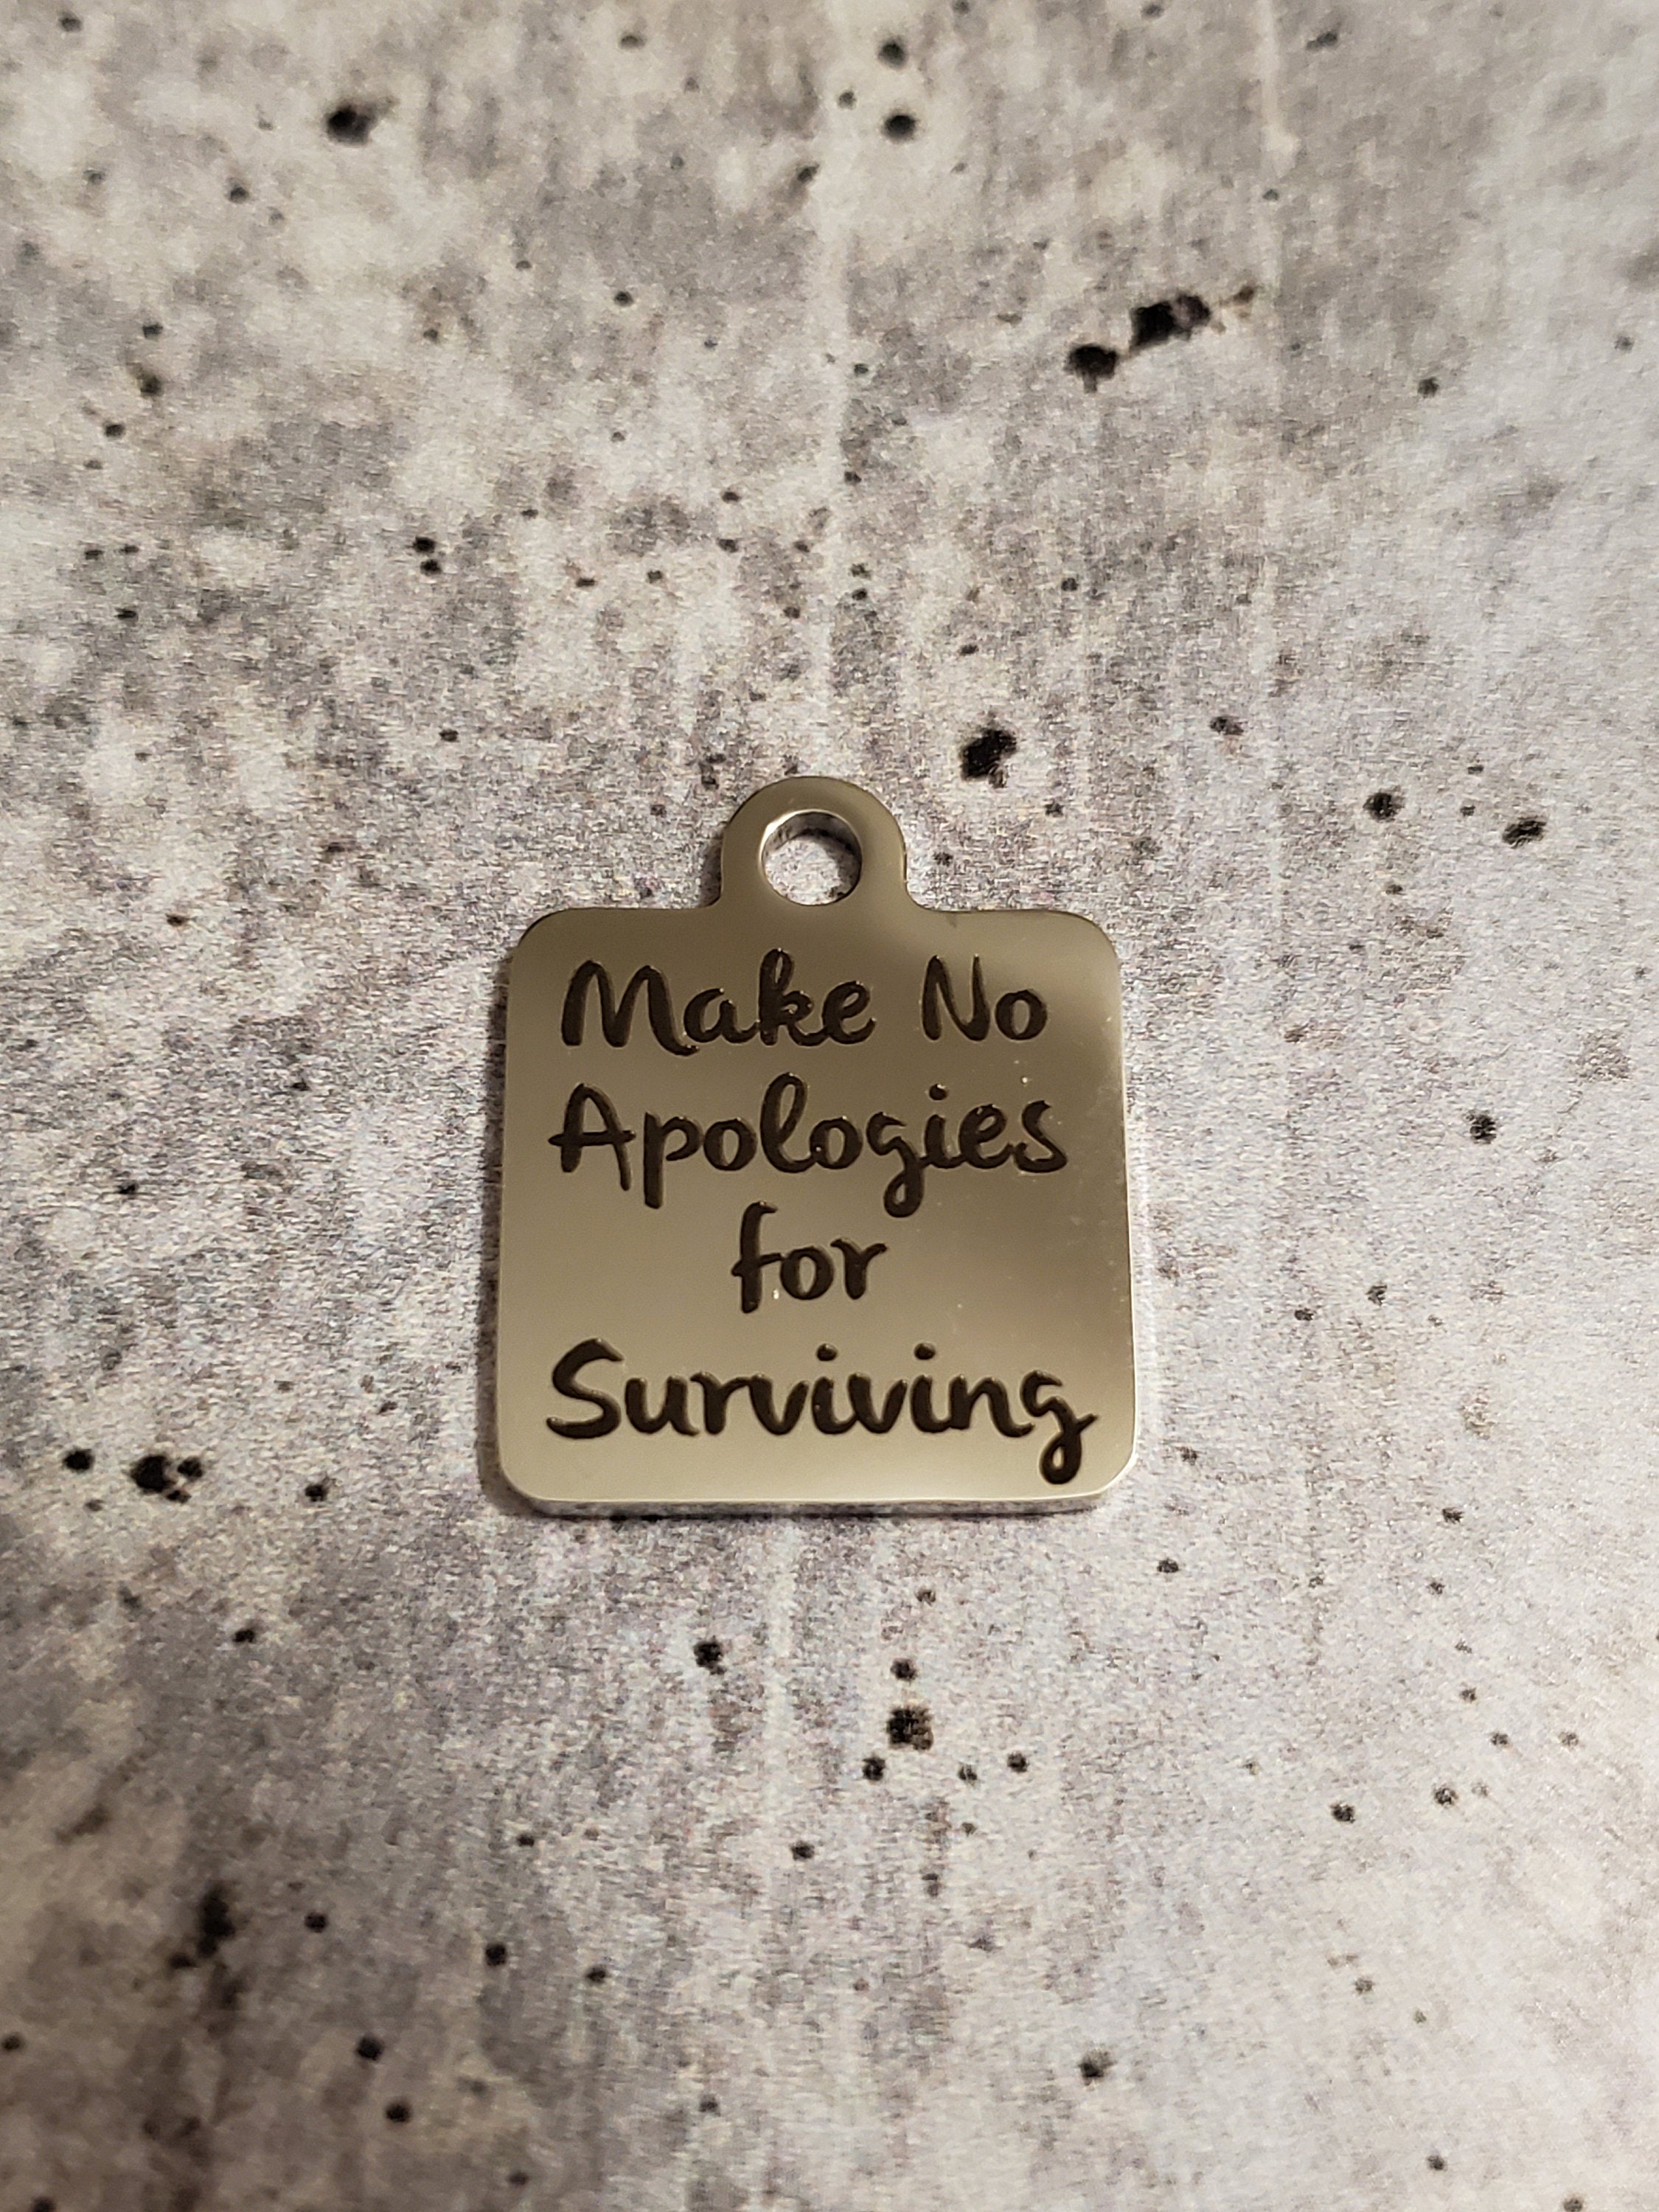 Make No
Apologies
for
Surviving